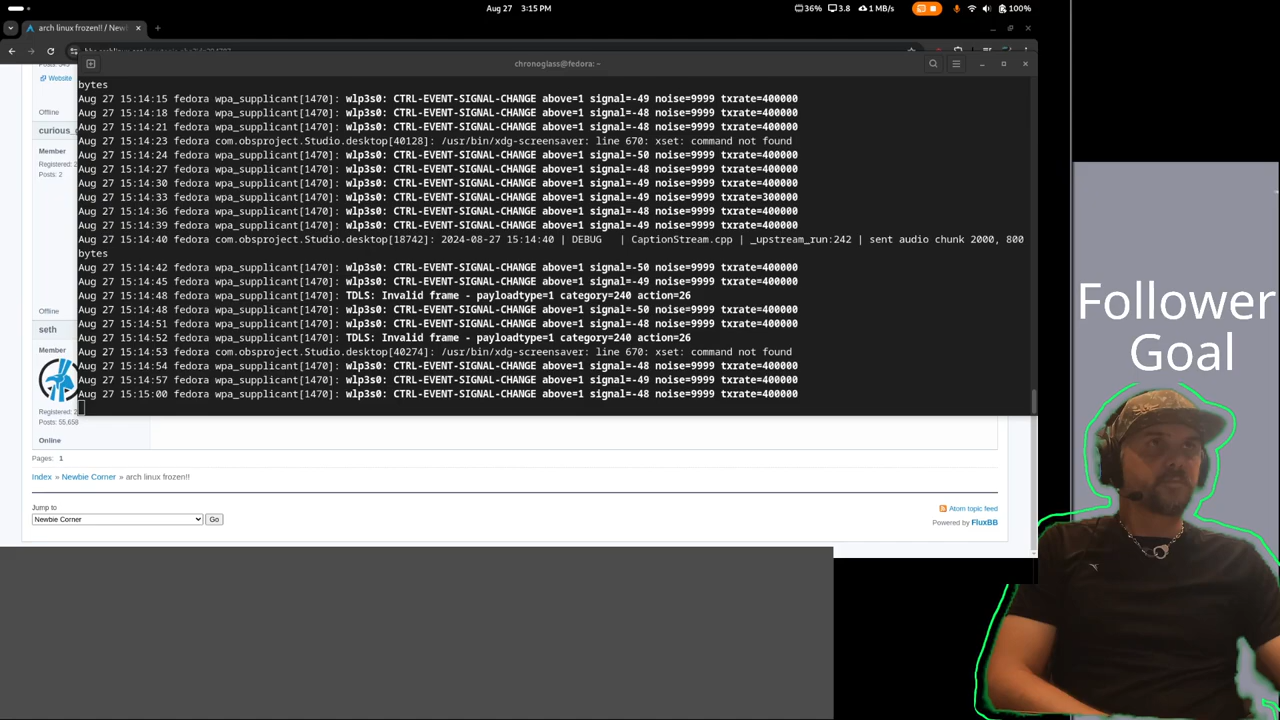 Aug 27 3:15 PM
36% 3.8 1 MB/s 100%
arch linux frozen!! / Newl
chronoglass@fedora: ~
Website
Offline
curious_
Member
Registered: 2
Posts: 2
Offline
seth
Member
Registered: 2
Posts: 55,658
Online
bytes
Aug 27 15:14:15 fedora wpa_supplicant[1470]: wlp3s0: CTRL-EVENT-SIGNAL-CHANGE above=1 signal=-49 noise=9999 txrate=400000
Aug 27 15:14:18 fedora wpa_supplicant[1470]: wlp3s0: CTRL-EVENT-SIGNAL-CHANGE above=1 signal=-48 noise=9999 txrate=400000
Aug 27 15:14:21 fedora wpa_supplicant[1470]: wlp3s0: CTRL-EVENT-SIGNAL-CHANGE above=1 signal=-48 noise=9999 txrate=400000
Aug 27 15:14:23 fedora com.obsproject.Studio.desktop[40228]: /usr/bin/xdg-screensaver: line 670: xset: command not found
Aug 27 15:14:24 fedora wpa_supplicant[1470]: wlp3s0: CTRL-EVENT-SIGNAL-CHANGE above=1 signal=-50 noise=9999 txrate=400000
Aug 27 15:14:27 fedora wpa_supplicant[1470]: wlp3s0: CTRL-EVENT-SIGNAL-CHANGE above=1 signal=-48 noise=9999 txrate=400000
Aug 27 15:14:30 fedora wpa_supplicant[1470]: wlp3s0: CTRL-EVENT-SIGNAL-CHANGE above=1 signal=-49 noise=9999 txrate=400000
Aug 27 15:14:33 fedora wpa_supplicant[1470]: wlp3s0: CTRL-EVENT-SIGNAL-CHANGE above=1 signal=-49 noise=9999 txrate=300000
Aug 27 15:14:36 fedora wpa_supplicant[1470]: wlp3s0: CTRL-EVENT-SIGNAL-CHANGE above=1 signal=-48 noise=9999 txrate=400000
Aug 27 15:14:39 fedora wpa_supplicant[1470]: wlp3s0: CTRL-EVENT-SIGNAL-CHANGE above=1 signal=-49 noise=9999 txrate=400000
Aug 27 15:14:40 fedora com.obsproject.Studio.desktop[18742]: 2024-08-27 15:14:40 | DEBUG | CaptionStream.cpp | _upstream_run:242 | sent audio chunk 2000, 800
bytes
Aug 27 15:14:42 fedora wpa_supplicant[1470]: wlp3s0: CTRL-EVENT-SIGNAL-CHANGE above=1 signal=-50 noise=9999 txrate=400000
Aug 27 15:14:45 fedora wpa_supplicant[1470]: wlp3s0: CTRL-EVENT-SIGNAL-CHANGE above=1 signal=-49 noise=9999 txrate=400000
Aug 27 15:14:48 fedora wpa_supplicant[1470]: TDLS: Invalid frame - payloadtype=1 category=240 action=26
Aug 27 15:14:48 fedora wpa_supplicant[1470]: wlp3s0: CTRL-EVENT-SIGNAL-CHANGE above=1 signal=-50 noise=9999 txrate=400000
Aug 27 15:14:51 fedora wpa_supplicant[1470]: wlp3s0: CTRL-EVENT-SIGNAL-CHANGE above=1 signal=-48 noise=9999 txrate=400000
Aug 27 15:14:52 fedora wpa_supplicant[1470]: TDLS: Invalid frame - payloadtype=1 category=240 action=26
Aug 27 15:14:53 fedora com.obsproject.Studio.desktop[40274]: /usr/bin/xdg-screensaver: line 670: xset: command not found
Aug 27 15:14:54 fedora wpa_supplicant[1470]: wlp3s0: CTRL-EVENT-SIGNAL-CHANGE above=1 signal=-48 noise=9999 txrate=400000
Aug 27 15:14:57 fedora wpa_supplicant[1470]: wlp3s0: CTRL-EVENT-SIGNAL-CHANGE above=1 signal=-49 noise=9999 txrate=400000
Aug 27 15:15:00 fedora wpa_supplicant[1470]: wlp3s0: CTRL-EVENT-SIGNAL-CHANGE above=1 signal=-48 noise=9999 txrate=300000
Pages: 1
Index » Newbie Corner » arch linux frozen!!
Jump to
Newbie Corner Go
Atom topic feed
Powered by FluxBB
Follower
Goal